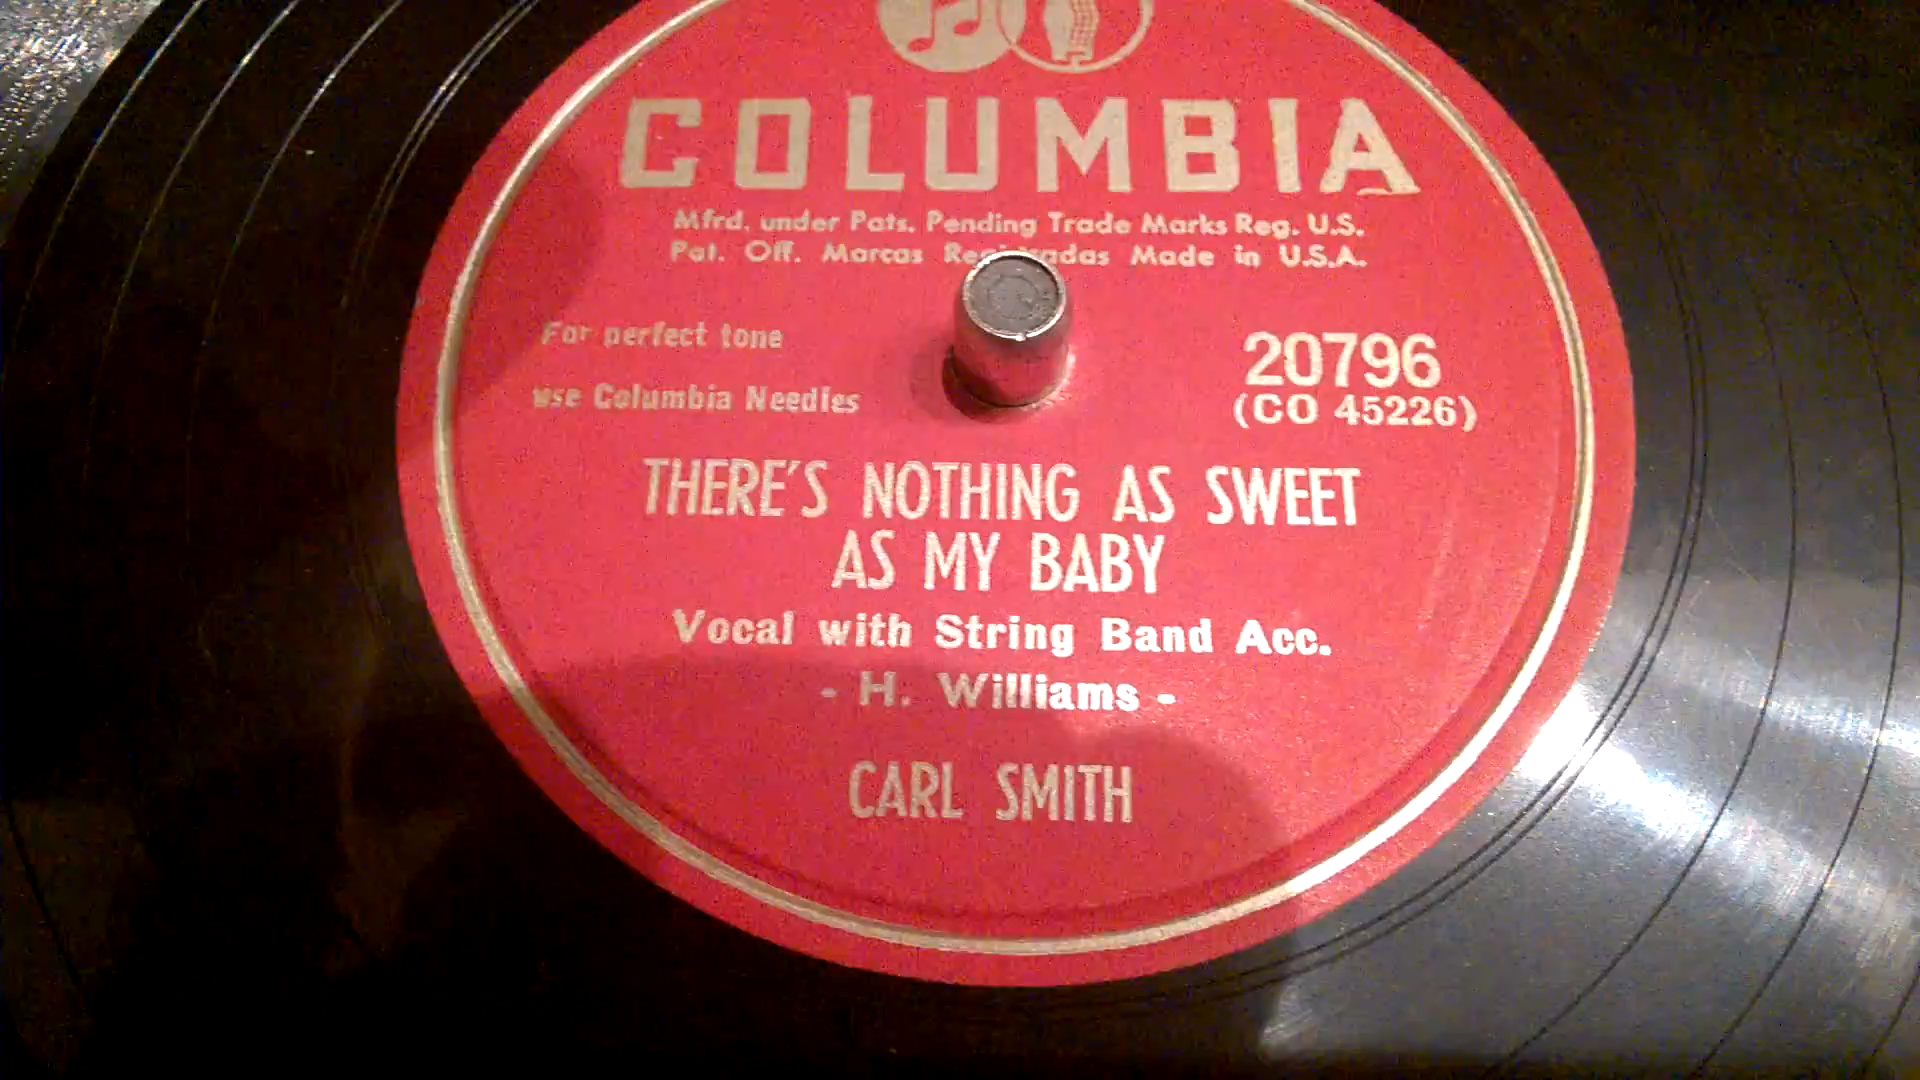 COLUMBIA
Mfrd. under Pats. Pending Trade Marks Reg. U.S.
Pat. Off. Marcas Registradas Made in U.S.A.
For perfect tone
use Columbia Needles
20796
(CO 45226)
THERE'S NOTHING AS SWEET
AS MY BABY
Vocal with String Band Acc.
- H. Williams -
CARL SMITH